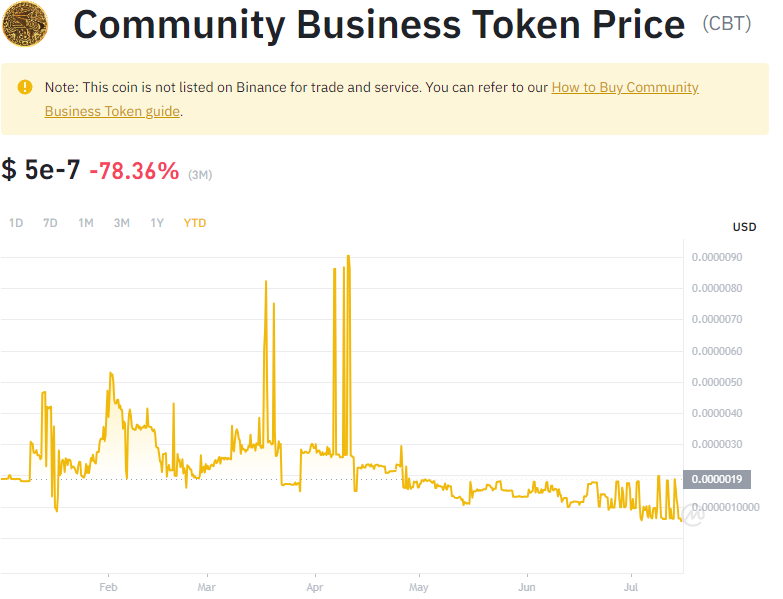 Community Business Token Price (CBT)
Note: This coin is not listed on Binance for trade and service. You can refer to our How to Buy Community
Business Token guide.
$ 5e-7 -78.36% (3M)
1D 7D 1M 3M 1Y YTD
USD
0.0000090
0.0000080
0.0000070
0.0000060
0.0000050
0.0000040
0.0000030
0.0000019
0.0000010000
Feb Mar Apr May Jun Jul